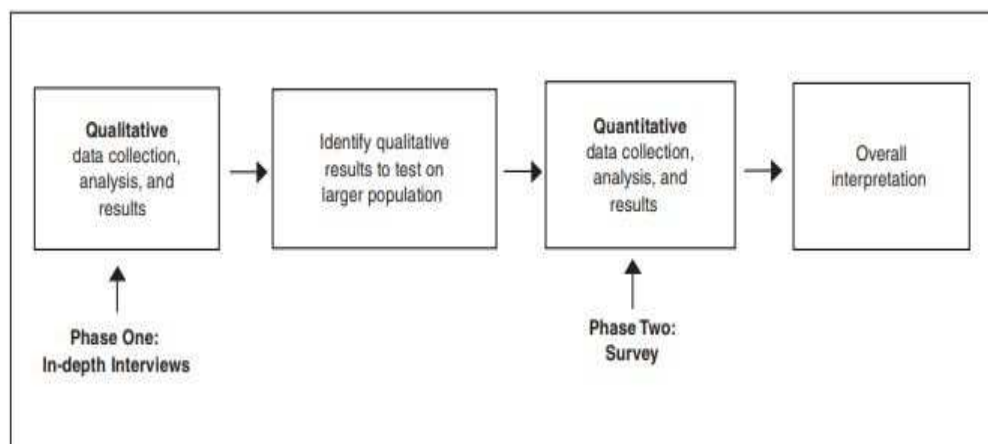 Qualitative
data collection,
analysis, and
results
Identify qualitative
results to test on
larger population
Quantitative
data collection,
analysis, and
results
Overall
interpretation
Phase One:
In-depth Interviews
Phase Two:
Survey